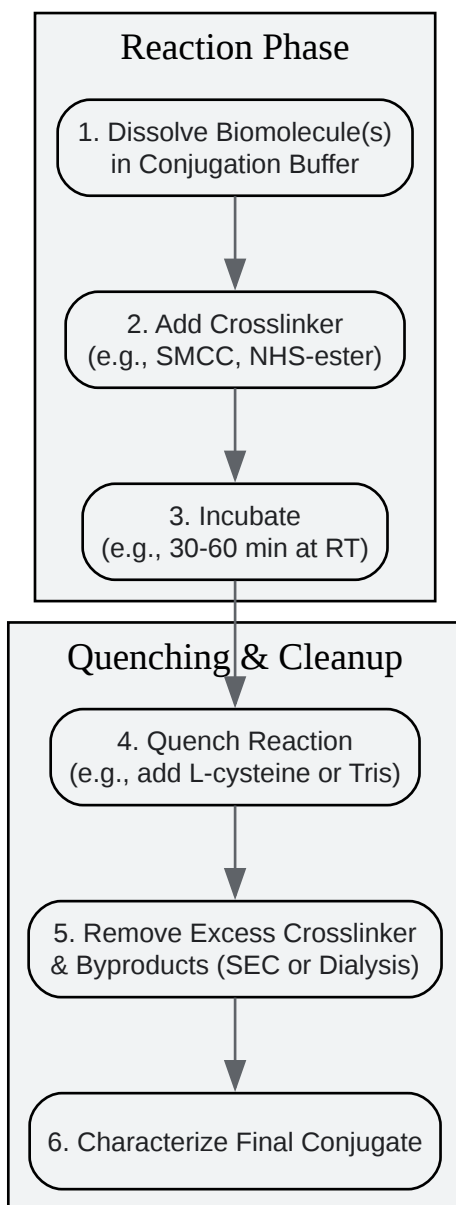 Reaction Phase
1. Dissolve Biomolecule(s)
in Conjugation Buffer
2. Add Crosslinker
(e.g., SMCC, NHS-ester)
3. Incubate
(e.g., 30-60 min at RT)
Quenching & Cleanup
4. Quench Reaction
(e.g., add L-cysteine or Tris)
5. Remove Excess Crosslinker
& Byproducts (SEC or Dialysis)
6. Characterize Final Conjugate